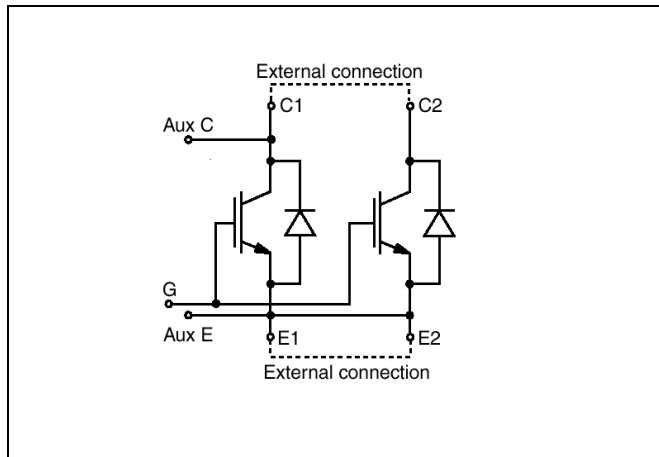 External connection
C1
C2
Aux C
G
Aux E
E1
E2
External connection